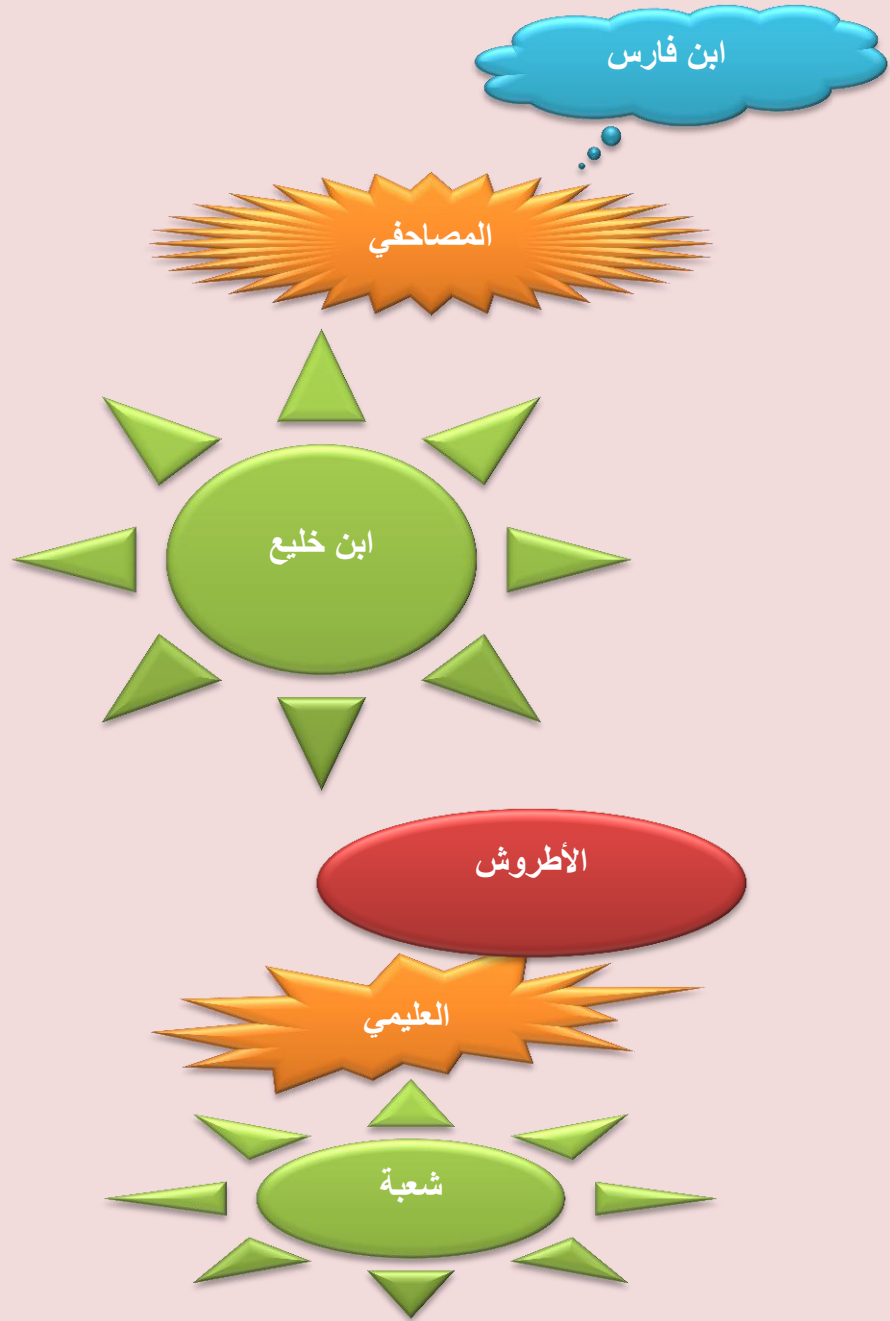 ابن فارس
المصاحفي
ابن خليع
الأطروش
العليمي
شعبة